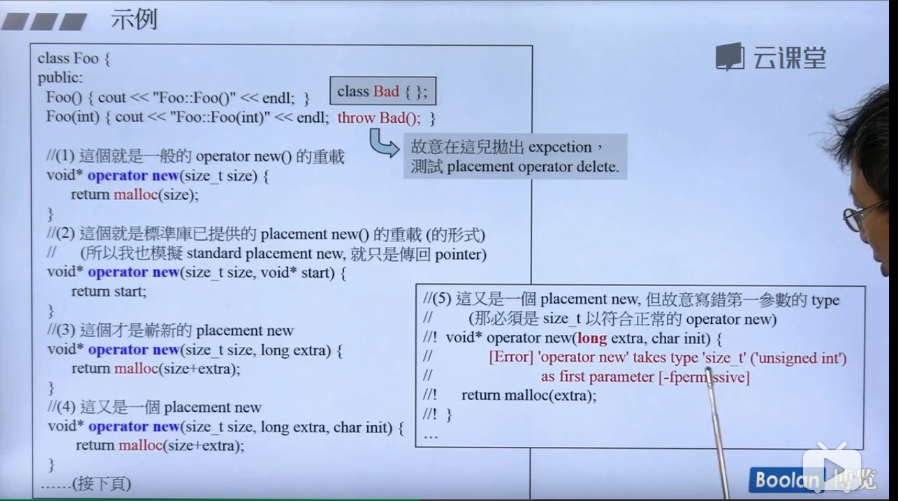 示例
云课堂
class Foo {
public:
Foo() { cout << "Foo::Foo()" << endl; }
Foo(int) { cout << "Foo::Foo(int)" << endl; throw Bad(); }
class Bad { };
故意在這兒拋出 expcetion，
測試 placement operator delete.
//(1) 這個就是一般的 operator new() 的重載
void* operator new(size_t size) {
return malloc(size);
}
//(2) 這個就是標準庫已提供的 placement new() 的重載 (的形式)
// (所以我也模擬 standard placement new, 就只是傳回 pointer)
void* operator new(size_t size, void* start) {
return start;
}
//(3) 這個才是嶄新的 placement new
void* operator new(size_t size, long extra) {
return malloc(size+extra);
}
//(4) 這又是一個 placement new
void* operator new(size_t size, long extra, char init) {
return malloc(size+extra);
}
……(接下頁)
//(5) 這又是一個 placement new, 但故意寫錯第一參數的 type
// (那必須是 size_t 以符合正常的 operator new)
//! void* operator new(long extra, char init) {
// [Error] 'operator new' takes type 'size_t' ('unsigned int')
// as first parameter [-fpermissive]
//! return malloc(extra);
//! }
…
Boolan 博览